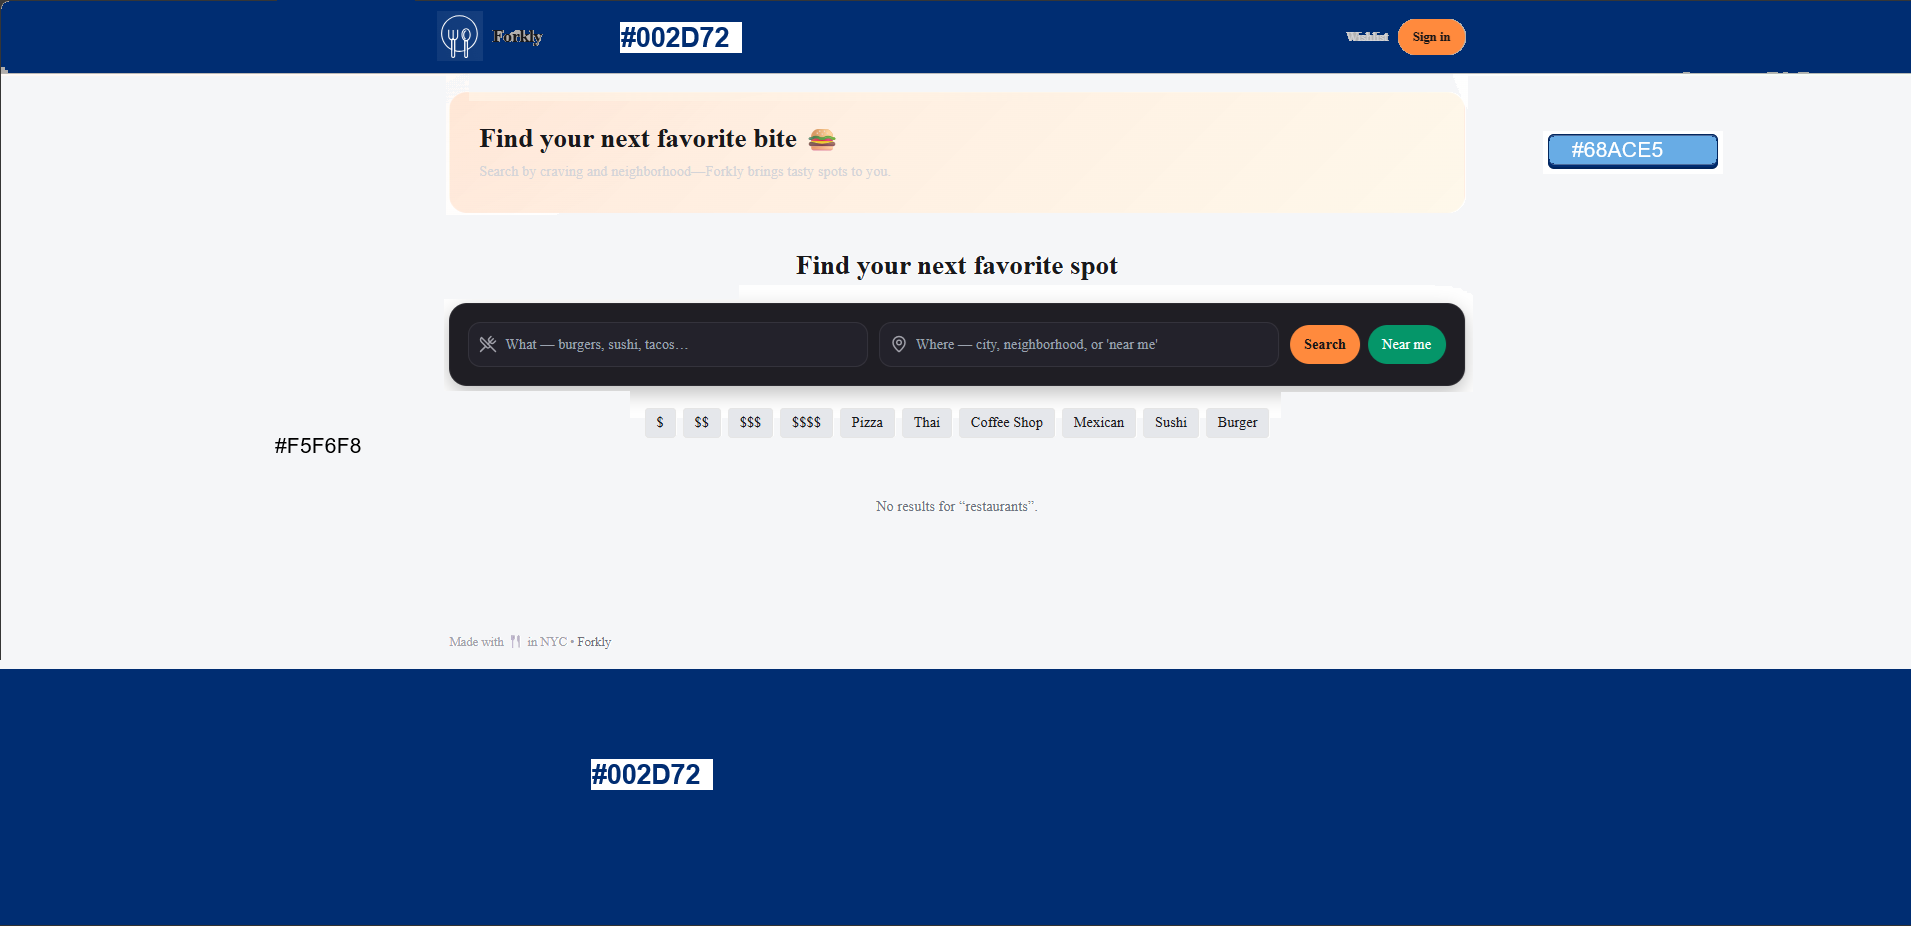 Forkly
#002D72
Wishlist
Sign in
Find your next favorite bite
Search by craving and neighborhood—Forkly brings tasty spots to you.
#68ACE5
Find your next favorite spot
What — burgers, sushi, tacos…
Where — city, neighborhood, or 'near me'
Search
Near me
$
$$
$$$
$$$$
Pizza
Thai
Coffee Shop
Mexican
Sushi
Burger
#F5F6F8
No results for “restaurants”.
Made with 🍴 in NYC • Forkly
#002D72